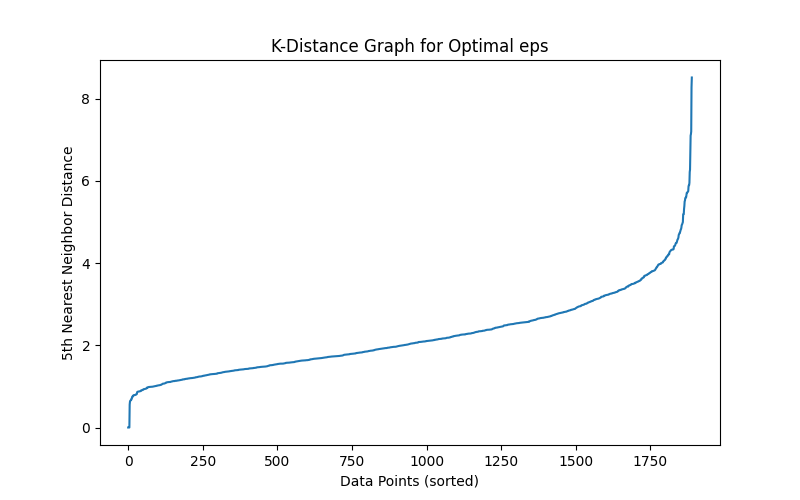 K-Distance Graph for Optimal eps
8
6
4
2
0
5th Nearest Neighbor Distance
0 250 500 750 1000 1250 1500 1750
Data Points (sorted)